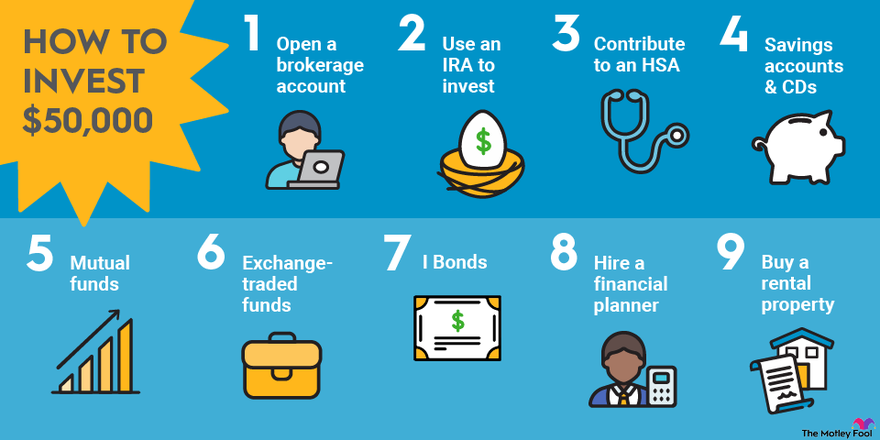 HOW TO
INVEST
$50,000
1
Open a
brokerage
account
2
Use an
IRA to
invest
$
3
Contribute
to an HSA
4
Savings
accounts
& CDs
5
Mutual
funds
6
Exchange-
traded
funds
7
I Bonds
$
8
Hire a
financial
planner
9
Buy a
rental
property
The Motley Fool